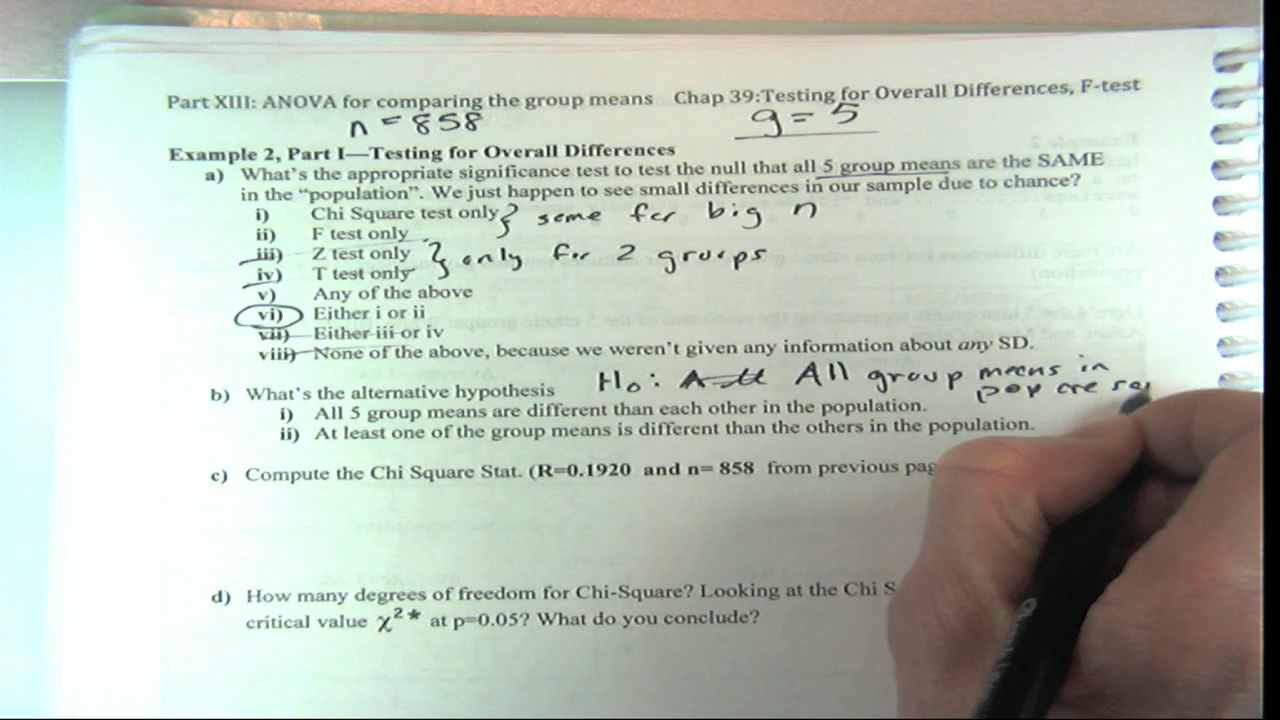 Part XIII: ANOVA for comparing the group means Chap 39:Testing for Overall Differences, F-test
n = 858 g = 5
Example 2, Part I—Testing for Overall Differences
a) What's the appropriate significance test to test the null that all 5 group means are the SAME
in the “population”. We just happen to see small differences in our sample due to chance?
i) Chi Square test only } same for big n
ii) F test only
iii) Z test only } only for 2 groups
iv) T test only
v) Any of the above
vi) Either i or ii
vii) Either iii or iv
viii) None of the above, because we weren't given any information about any SD.
H₀: All group means in
b) What's the alternative hypothesis pop are
i) All 5 group means are different than each other in the population.
ii) At least one of the group means is different than the others in the population.
c) Compute the Chi Square Stat. (R=0.1920 and n= 858 from previous
d) How many degrees of freedom for Chi-Square? Looking at the Chi
critical value χ²* at p=0.05? What do you conclude?